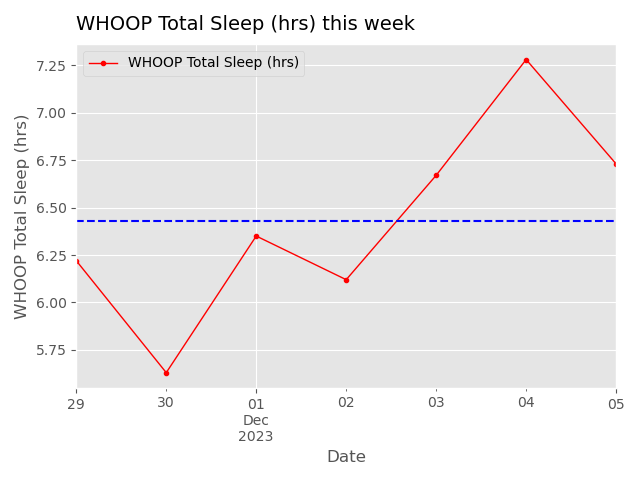 WHOOP Total Sleep (hrs) this week
WHOOP Total Sleep (hrs)
WHOOP Total Sleep (hrs)
7.25
7.00
6.75
6.50
6.25
6.00
5.75
29 30 01 02 03 04 05
Dec
2023
Date